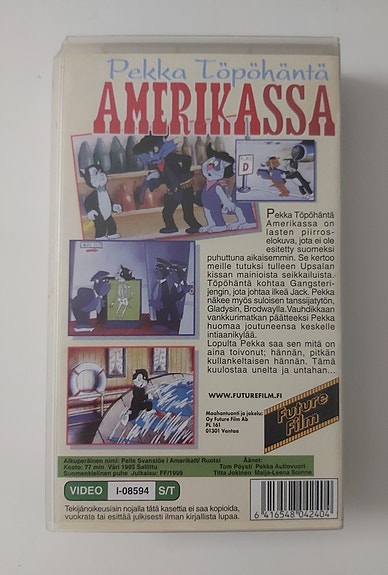 Pekka Töpöhäntä
AMERIKASSA
Pekka Töpöhäntä
Amerikassa on
lasten piirros-
elokuva, jota ei ole
esitetty suomeksi
puhuttuna aikaisemmin. Se kertoo
meille tutuksi tulleen Upsalan
kissan mainioista seikkailuista.
Töpöhäntä kohtaa Gangsteri-
jengin, jota johtaa ilkeä Jack. Pekka
näkee myös suloisen tanssijatytön,
Gladysin, Brodwaylla.Vauhdikkaan
vankkurimatkan päätteeksi Pekka
huomaa joutuneensa keskelle
intiaanikylää.
Lopulta Pekka saa sen mitä on
aina toivonut; hännän, pitkän
kullankeltaisen hännän. Tämä
kuulostaa unelta ja untahan...
D
WWW.FUTUREFILM.FI
Maahantuonti ja jakelu:
Oy Future Film Ab
PL 161
01301 Vantaa
Future
Film
Alkuperäinen nimi: Pelle Svanslös i Amerikatt/ Ruotsi
Kesto: 77 min Väri 1985 Sallittu
Suomenkielinen puhe Julkaisu: FF/1999
Äänet:
Tom Pöysti Pekka Autiovuori
Titta Jokinen Maija-Leena Soinne
VIDEO I-08594 S/T
Tekijänoikeusiain nojalla tätä kasettia ei saa kopioida,
vuokrata tai esittää julkisesti ilman kirjallista lupaa.
6 416548 042404